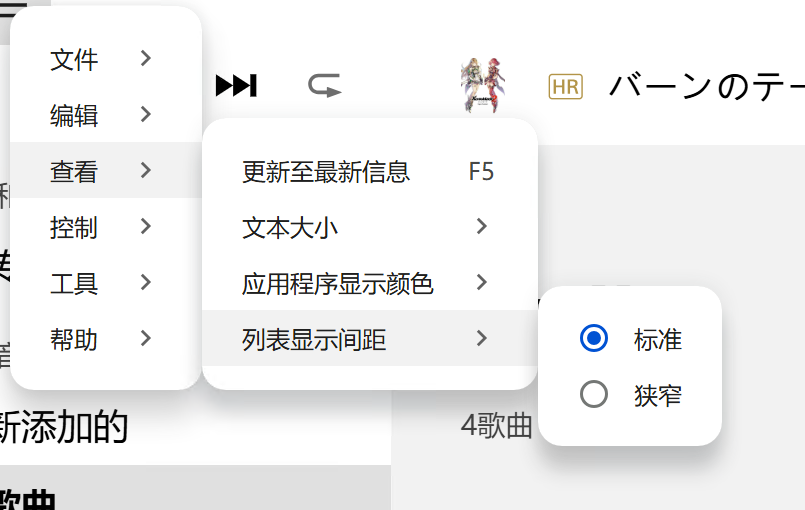 文件
编辑
查看
控制
工具
帮助
更新至最新信息 F5
文本大小
应用程序显示颜色
列表显示间距
标准
狭窄
HR バーンのテー
4歌曲
新添加的
歌曲